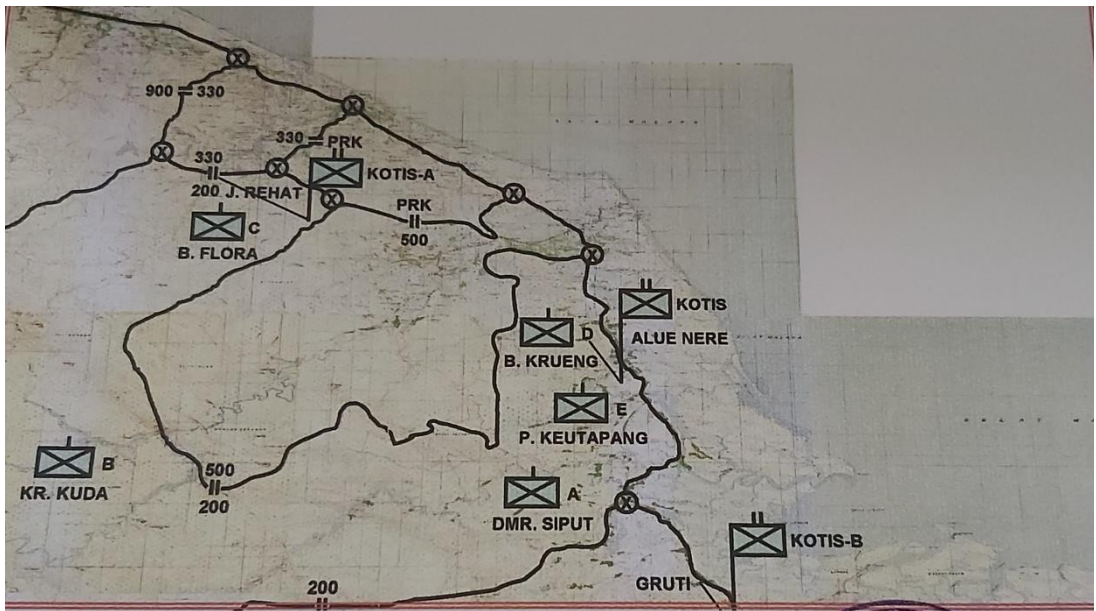 X
900 330
X
330 PRK
X
330
X
KOTIS-A
200 J. REHAT
X
X
PRK
500
C
B. FLORA
X
KOTIS
D
ALUE NERE
B. KRUENG
E
P. KEUTAPANG
B
KR. KUDA
500
200
A
DMR. SIPUT
X
KOTIS-B
GRUTI
200